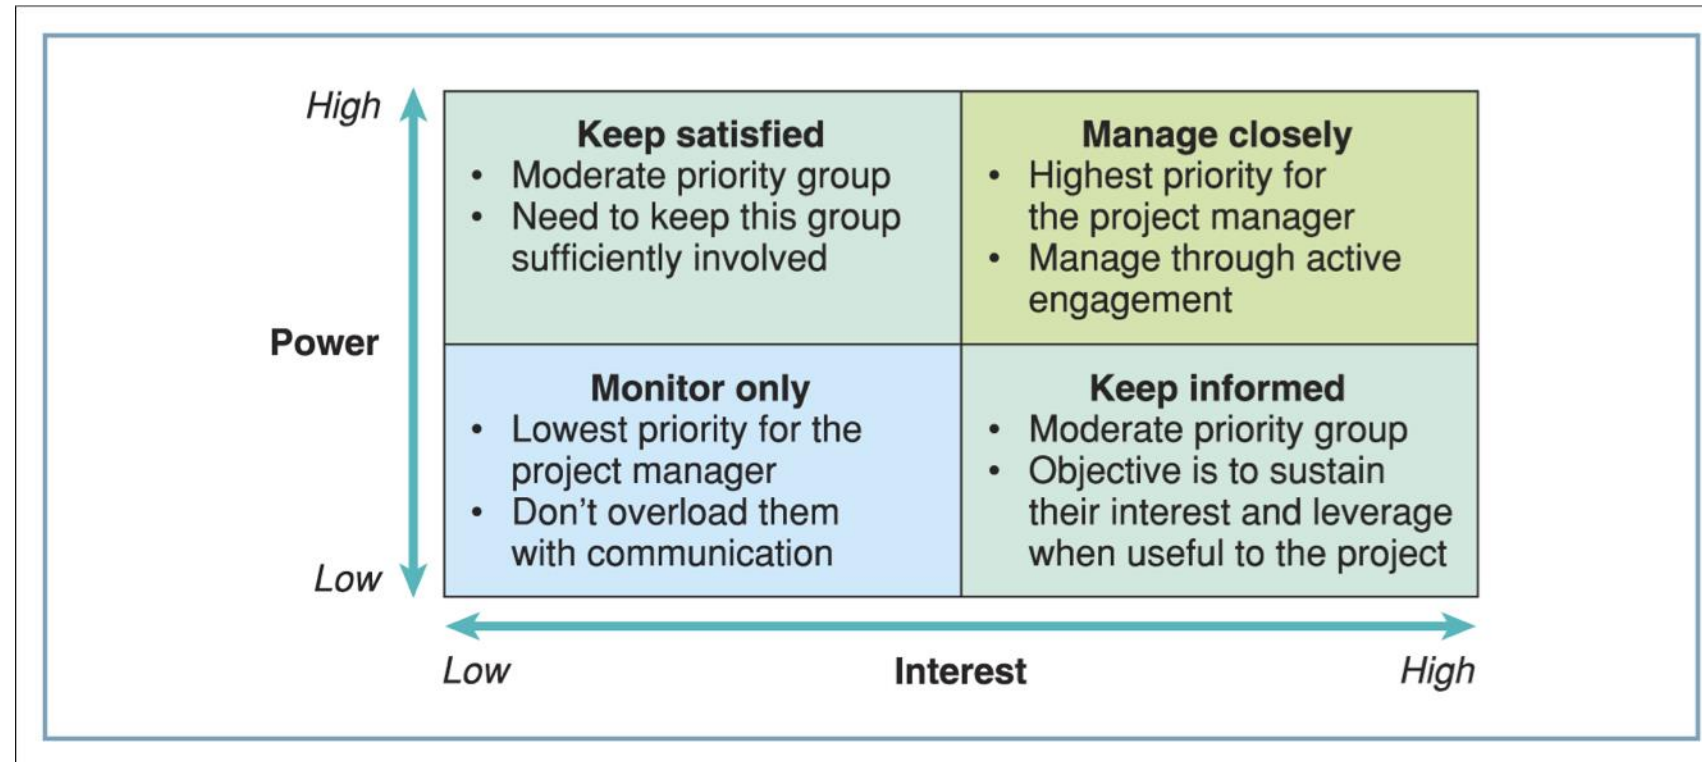 High
Keep satisfied
• Moderate priority group
• Need to keep this group
sufficiently involved
Manage closely
• Highest priority for
the project manager
• Manage through active
engagement
Power
Monitor only
• Lowest priority for the
project manager
• Don’t overload them
with communication
Keep informed
• Moderate priority group
• Objective is to sustain
their interest and leverage
when useful to the project
Low
Low
Interest
High